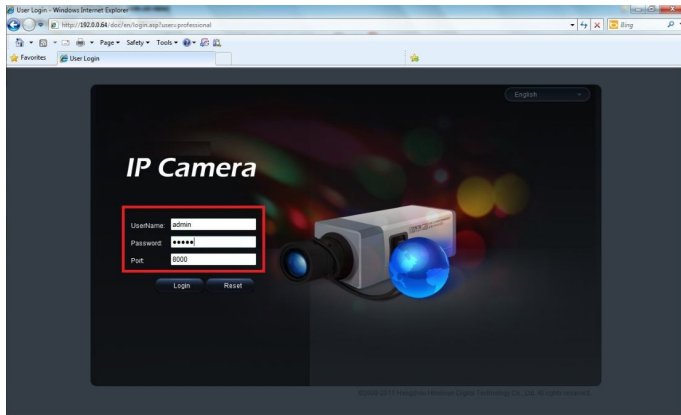 User Login - Windows Internet Explorer
http://192.0.0.64/doc/en/login.asp?user=professional
Bing
Page Safety Tools
Favorites User Login
English
IP Camera
UserName: admin
Password: •••••
Port: 8000
Login Reset